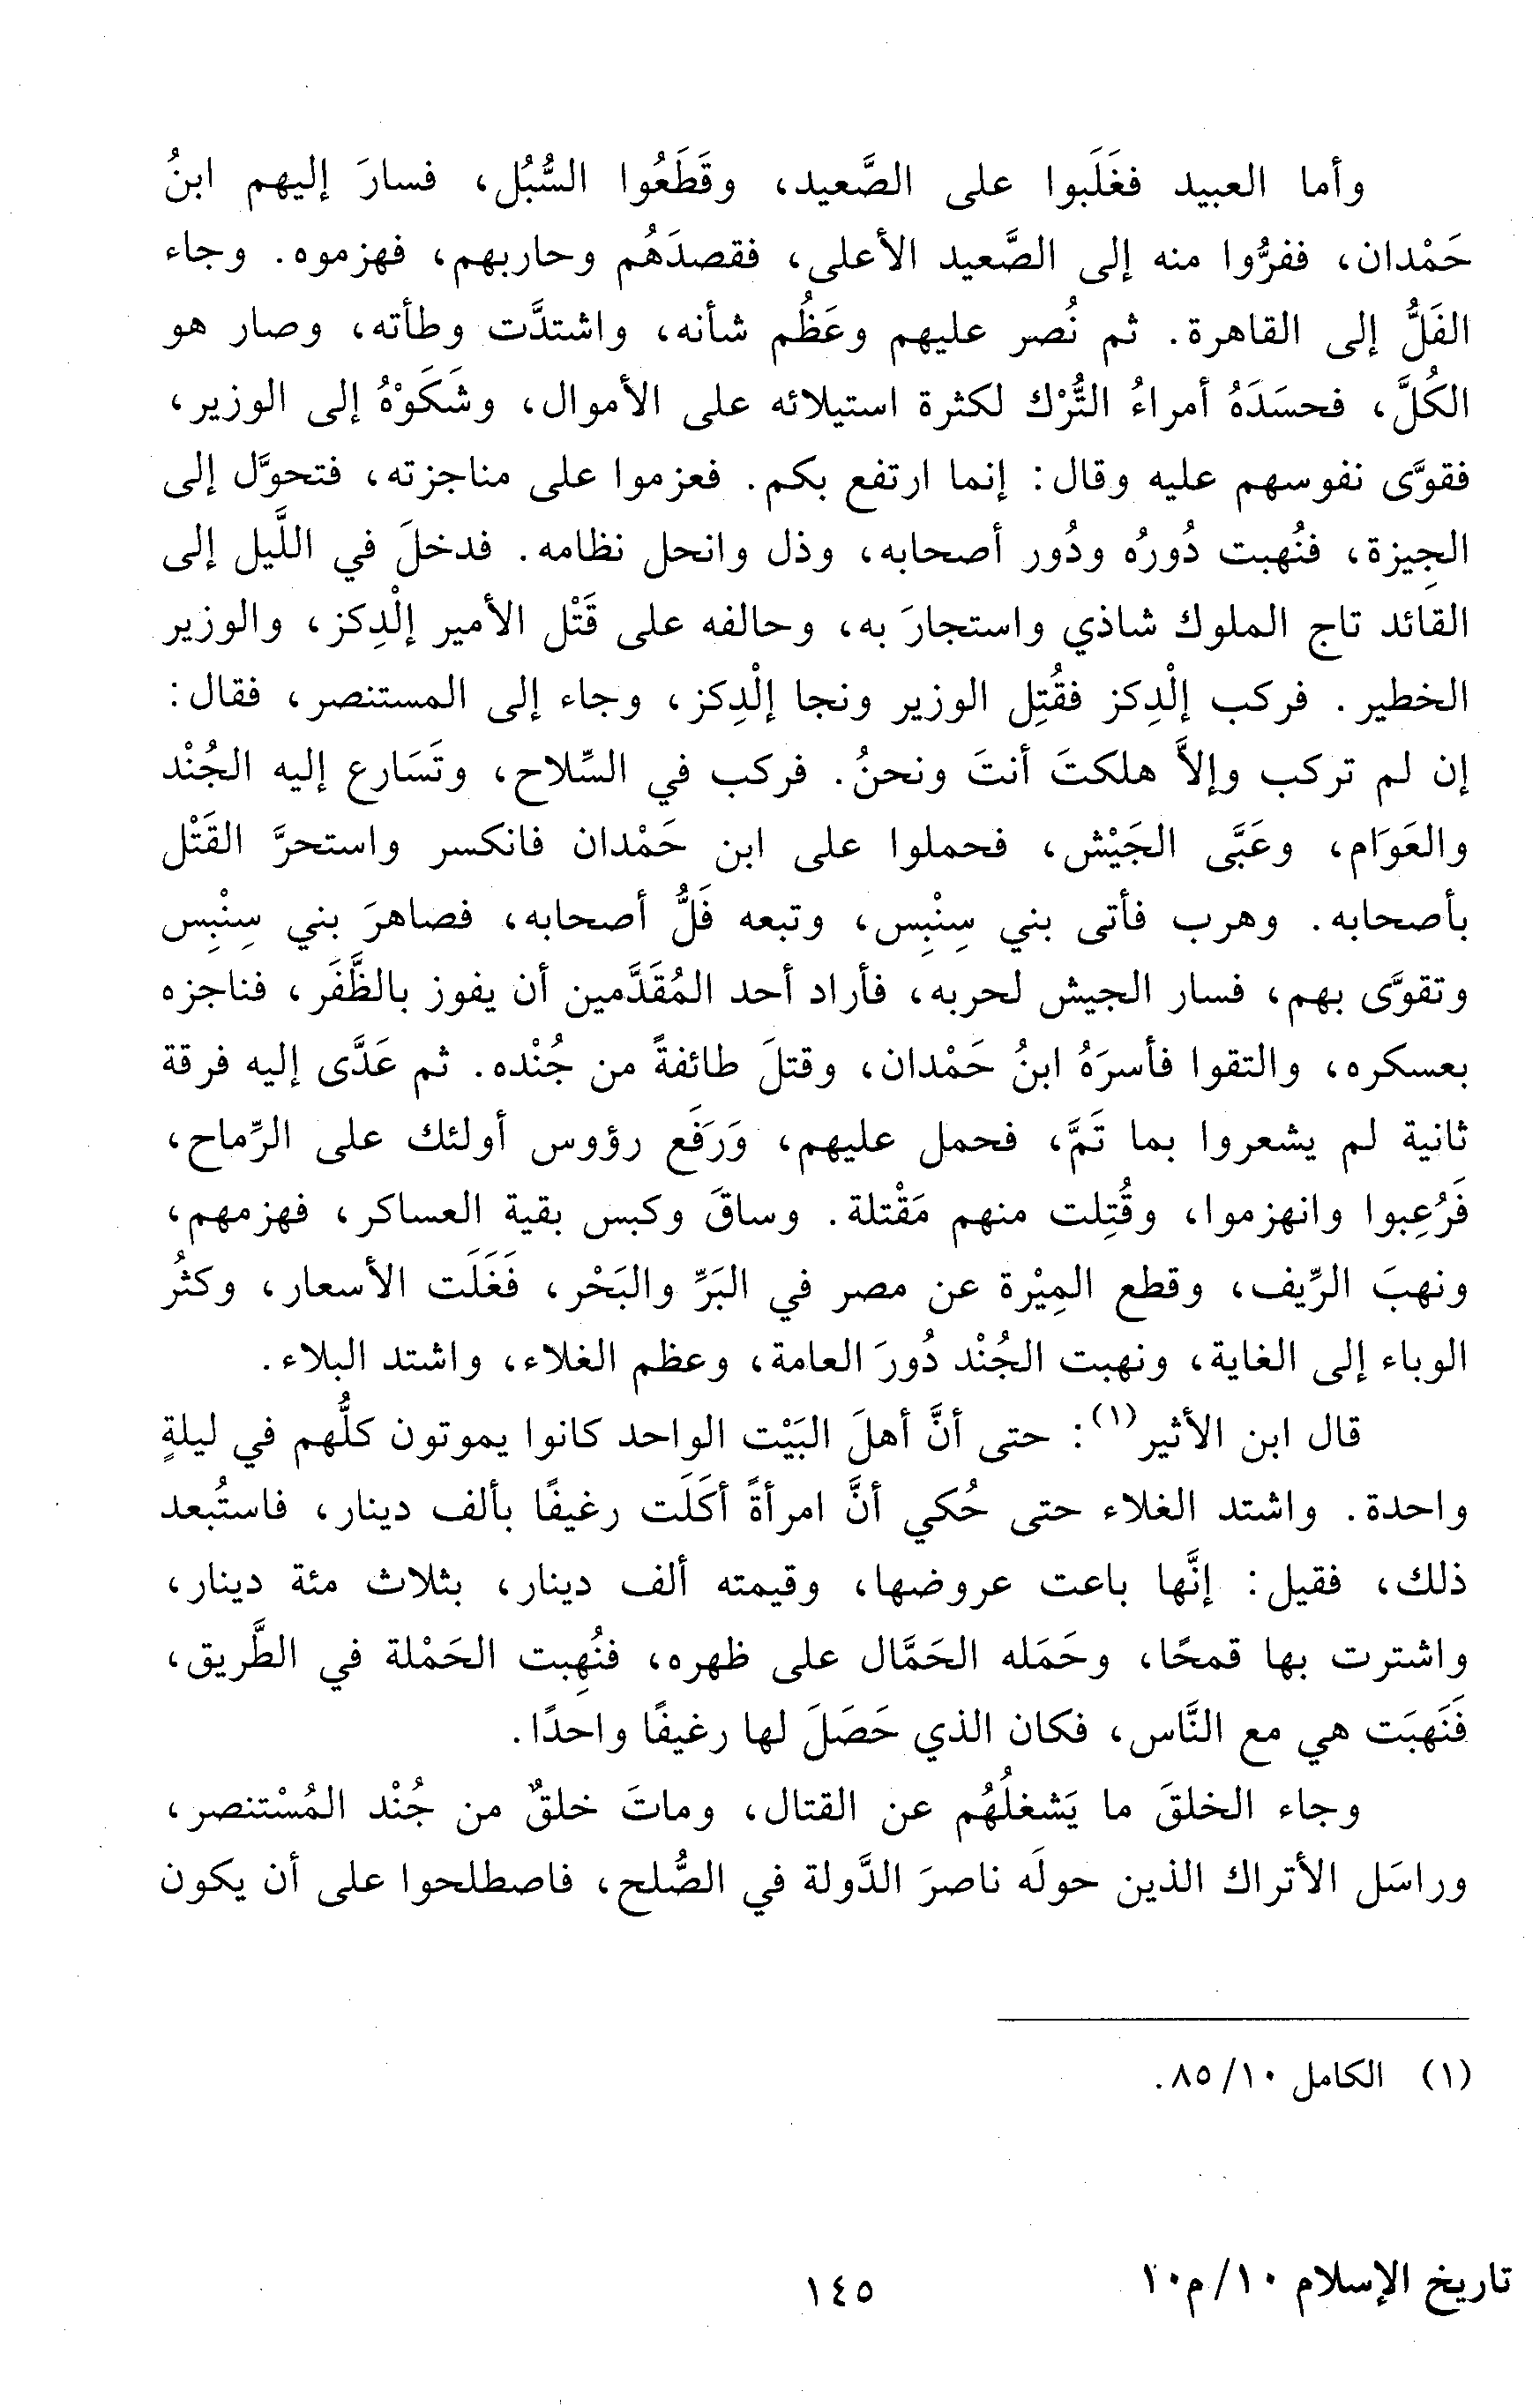 وأما العبيد فغَلَبوا على الصَّعيد، وقَطَعُوا السُّبُل، فسارَ إليهم ابنُ
حَمْدان، ففرُّوا منه إلى الصَّعيد الأعلى، فقصدَهُم وحاربهم، فهزموه. وجاء
الفَلُّ إلى القاهرة. ثم نُصر عليهم وعَظُم شأنه، واشتدَّت وطأته، وصار هو
الكُلَّ، فحسَدَهُ أمراءُ التُّرْك لكثرة استيلائه على الأموال، وشَكَوْهُ إلى الوزير،
فقوَّى نفوسهم عليه وقال: إنما ارتفع بكم. فعزموا على مناجزته، فتحوَّل إلى
الجِيزة، فنُهبت دُورُه ودُور أصحابه، وذل وانحل نظامه. فدخلَ في اللَّيل إلى
القائد تاج الملوك شاذي واستجارَ به، وحالفه على قَتْل الأمير إلْدِكز، والوزير
الخطير. فركب إلْدِكز فقُتِل الوزير ونجا إلْدِكز، وجاء إلى المستنصر، فقال:
إن لم تركب وإلاَّ هلكتَ أنتَ ونحنُ. فركب في السِّلاح، وتَسَارع إليه الجُنْد
والعَوَام، وعَبَّى الجَيْش، فحملوا على ابن حَمْدان فانكسر واستحرَّ القَتْل
بأصحابه. وهرب فأتى بني سِنْبِس، وتبعه فَلُّ أصحابه، فصاهرَ بني سِنْبِس
وتقوَّى بهم، فسار الجيش لحربه، فأراد أحد المُقَدَّمين أن يفوز بالظَّفَر، فناجزه
بعسكره، والتقوا فأسرَهُ ابنُ حَمْدان، وقتلَ طائفةً من جُنْده. ثم عَدَّى إليه فرقة
ثانية لم يشعروا بما تَمَّ، فحمل عليهم، وَرَفَع رؤوس أولئك على الرِّماح،
فَرُعِبوا وانهزموا، وقُتِلت منهم مَقْتلة. وساقَ وكبس بقية العساكر، فهزمهم،
ونهبَ الرِّيف، وقطع المِيْرة عن مصر في البَرِّ والبَحْر، فَغَلَت الأسعار، وكثُر
الوباء إلى الغاية، ونهبت الجُنْد دُورَ العامة، وعظم الغلاء، واشتد البلاء.
قال ابن الأثير(١): حتى أنَّ أهلَ البَيْت الواحد كانوا يموتون كلُّهم في ليلةٍ
واحدة. واشتد الغلاء حتى حُكي أنَّ امرأةً أكَلَت رغيفًا بألف دينار، فاستُبعد
ذلك، فقيل: إنَّها باعت عروضها، وقيمته ألف دينار، بثلاث مئة دينار،
واشترت بها قمحًا، وحَمَله الحَمَّال على ظهره، فنُهِبت الحَمْلة في الطَّريق،
فَنَهبَت هي مع النَّاس، فكان الذي حَصَلَ لها رغيفًا واحدًا.
وجاء الخلقَ ما يَشغلُهُم عن القتال، وماتَ خلقٌ من جُنْد المُسْتنصر،
وراسَل الأتراك الذين حولَه ناصرَ الدَّولة في الصُّلح، فاصطلحوا على أن يكون
(١) الكامل ١٠/ ٨٥.
تاريخ الإسلام ١٠/م١٠
١٤٥